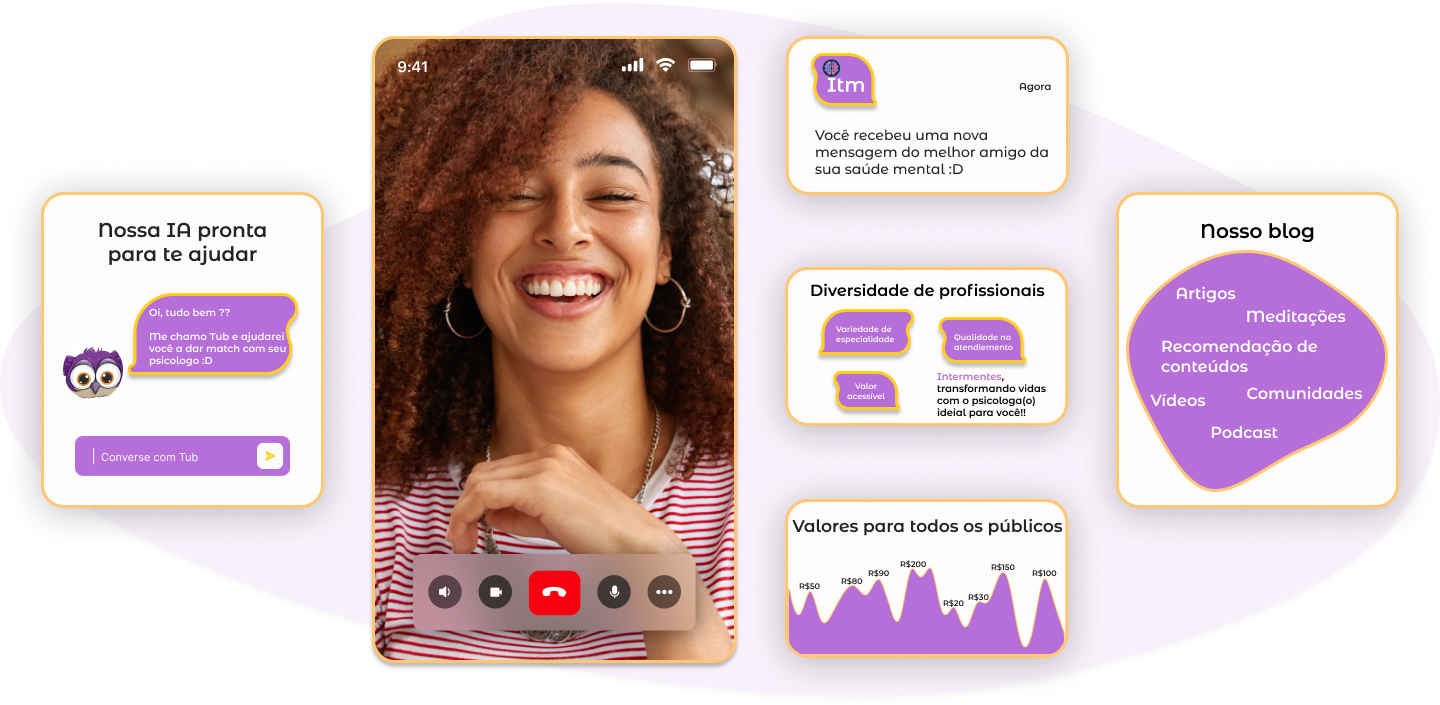 Nossa IA pronta
para te ajudar
Oi, tudo bem ??
Me chamo Tub e ajudarei
você a dar match com seu
psicologo :D
Converse com Tub
9:41
Itm
Agora
Você recebeu uma nova
mensagem do melhor amigo da
sua saúde mental :D
Diversidade de profissionais
Variedade de
especialidade
Qualidade no
atendiemento
Valor
acessível
Intermentes,
transformando vidas
com o psicologa(o)
ideial para você!!
Valores para todos os públicos
R$50
R$80
R$90
R$200
R$20
R$30
R$150
R$100
Nosso blog
Artigos
Meditações
Recomendação de
conteúdos
Vídeos
Comunidades
Podcast